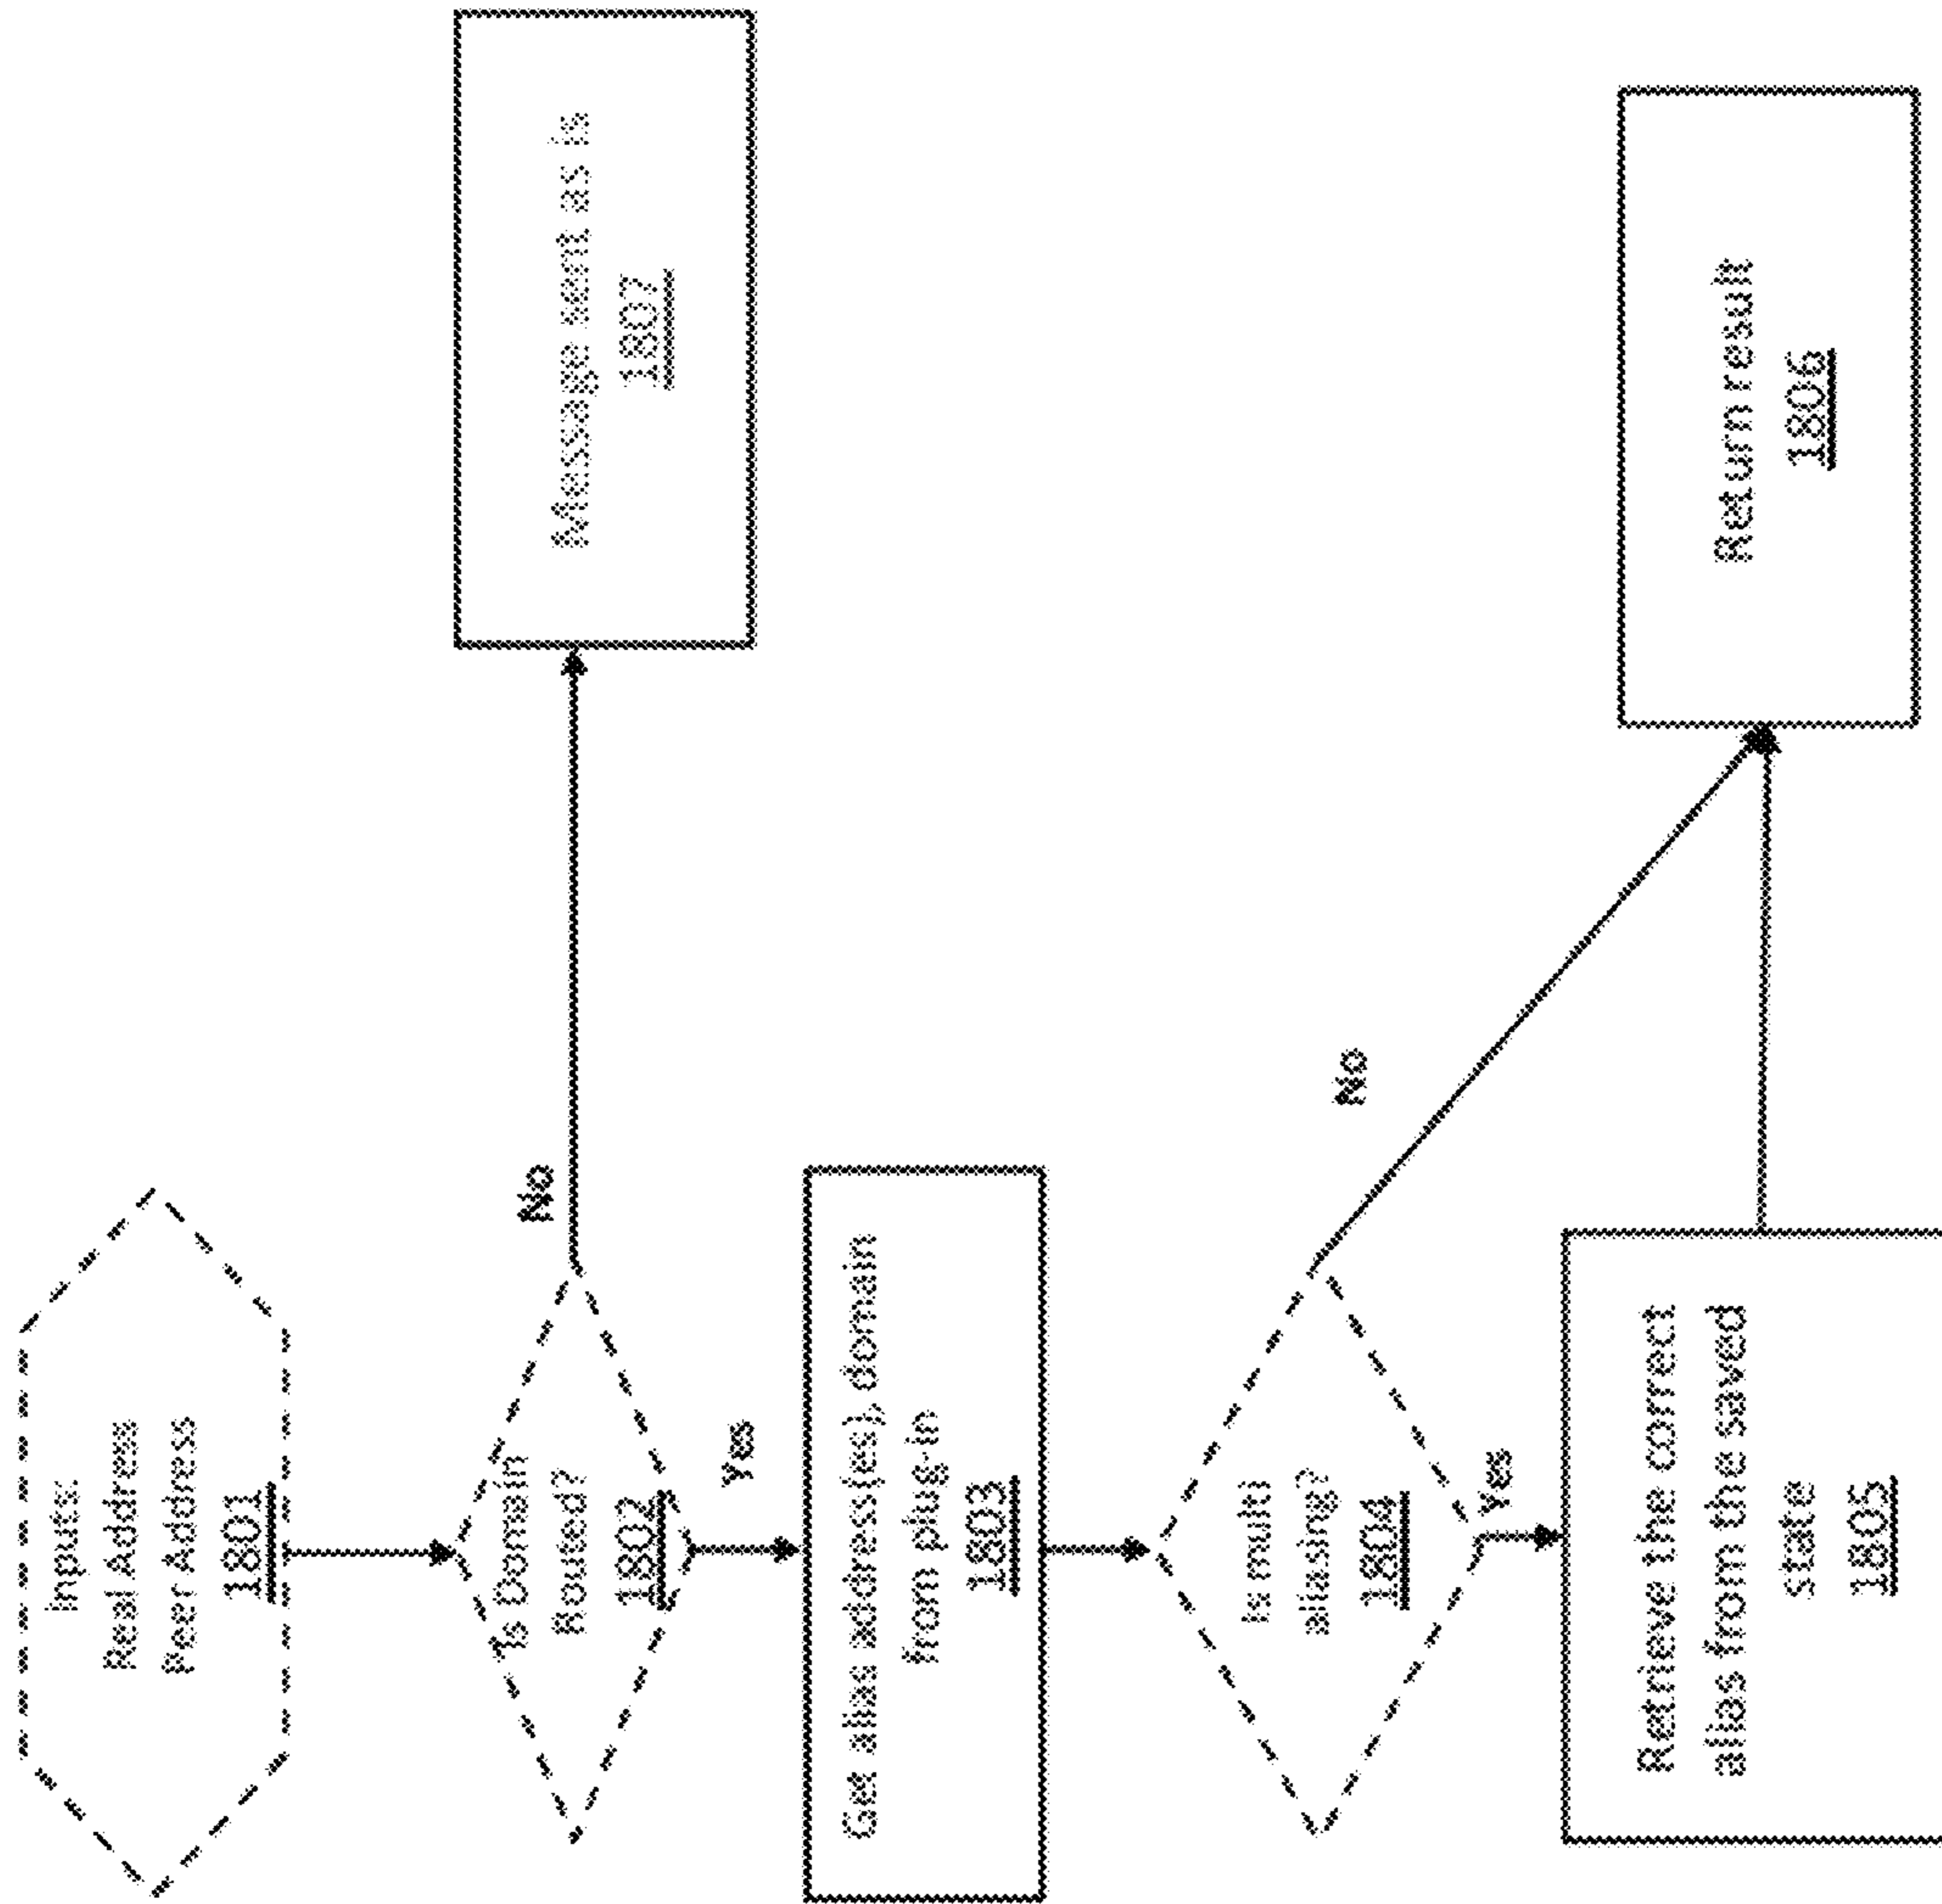 Inputs:
Real Address
Peer Address
1801
Is Domain
Routed?
1802
No
Message sent as is
1807
Yes
Get alias address(es), domain
from plug-in
1803
Is multi
aliasing?
1804
No
Yes
Retrieve the correct
alias from the saved
state
1805
Return result
1806